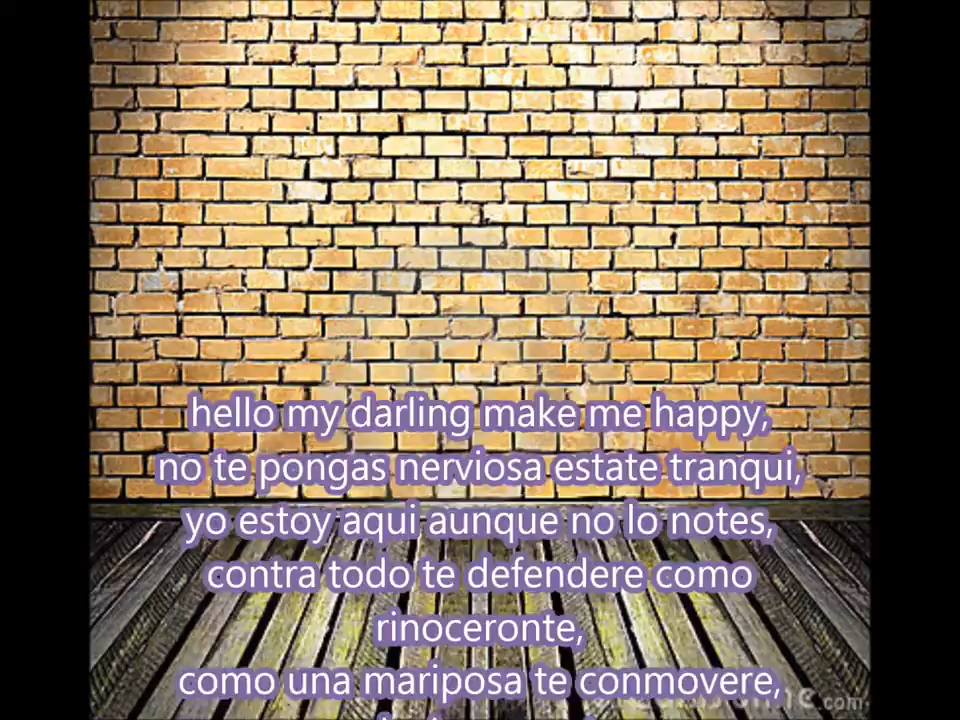 hello my darling make me happy,
no te pongas nerviosa estate tranqui,
yo estoy aqui aunque no lo notes,
contra todo te defendere como
rinoceronte,
como una mariposa te conmovere,
.com